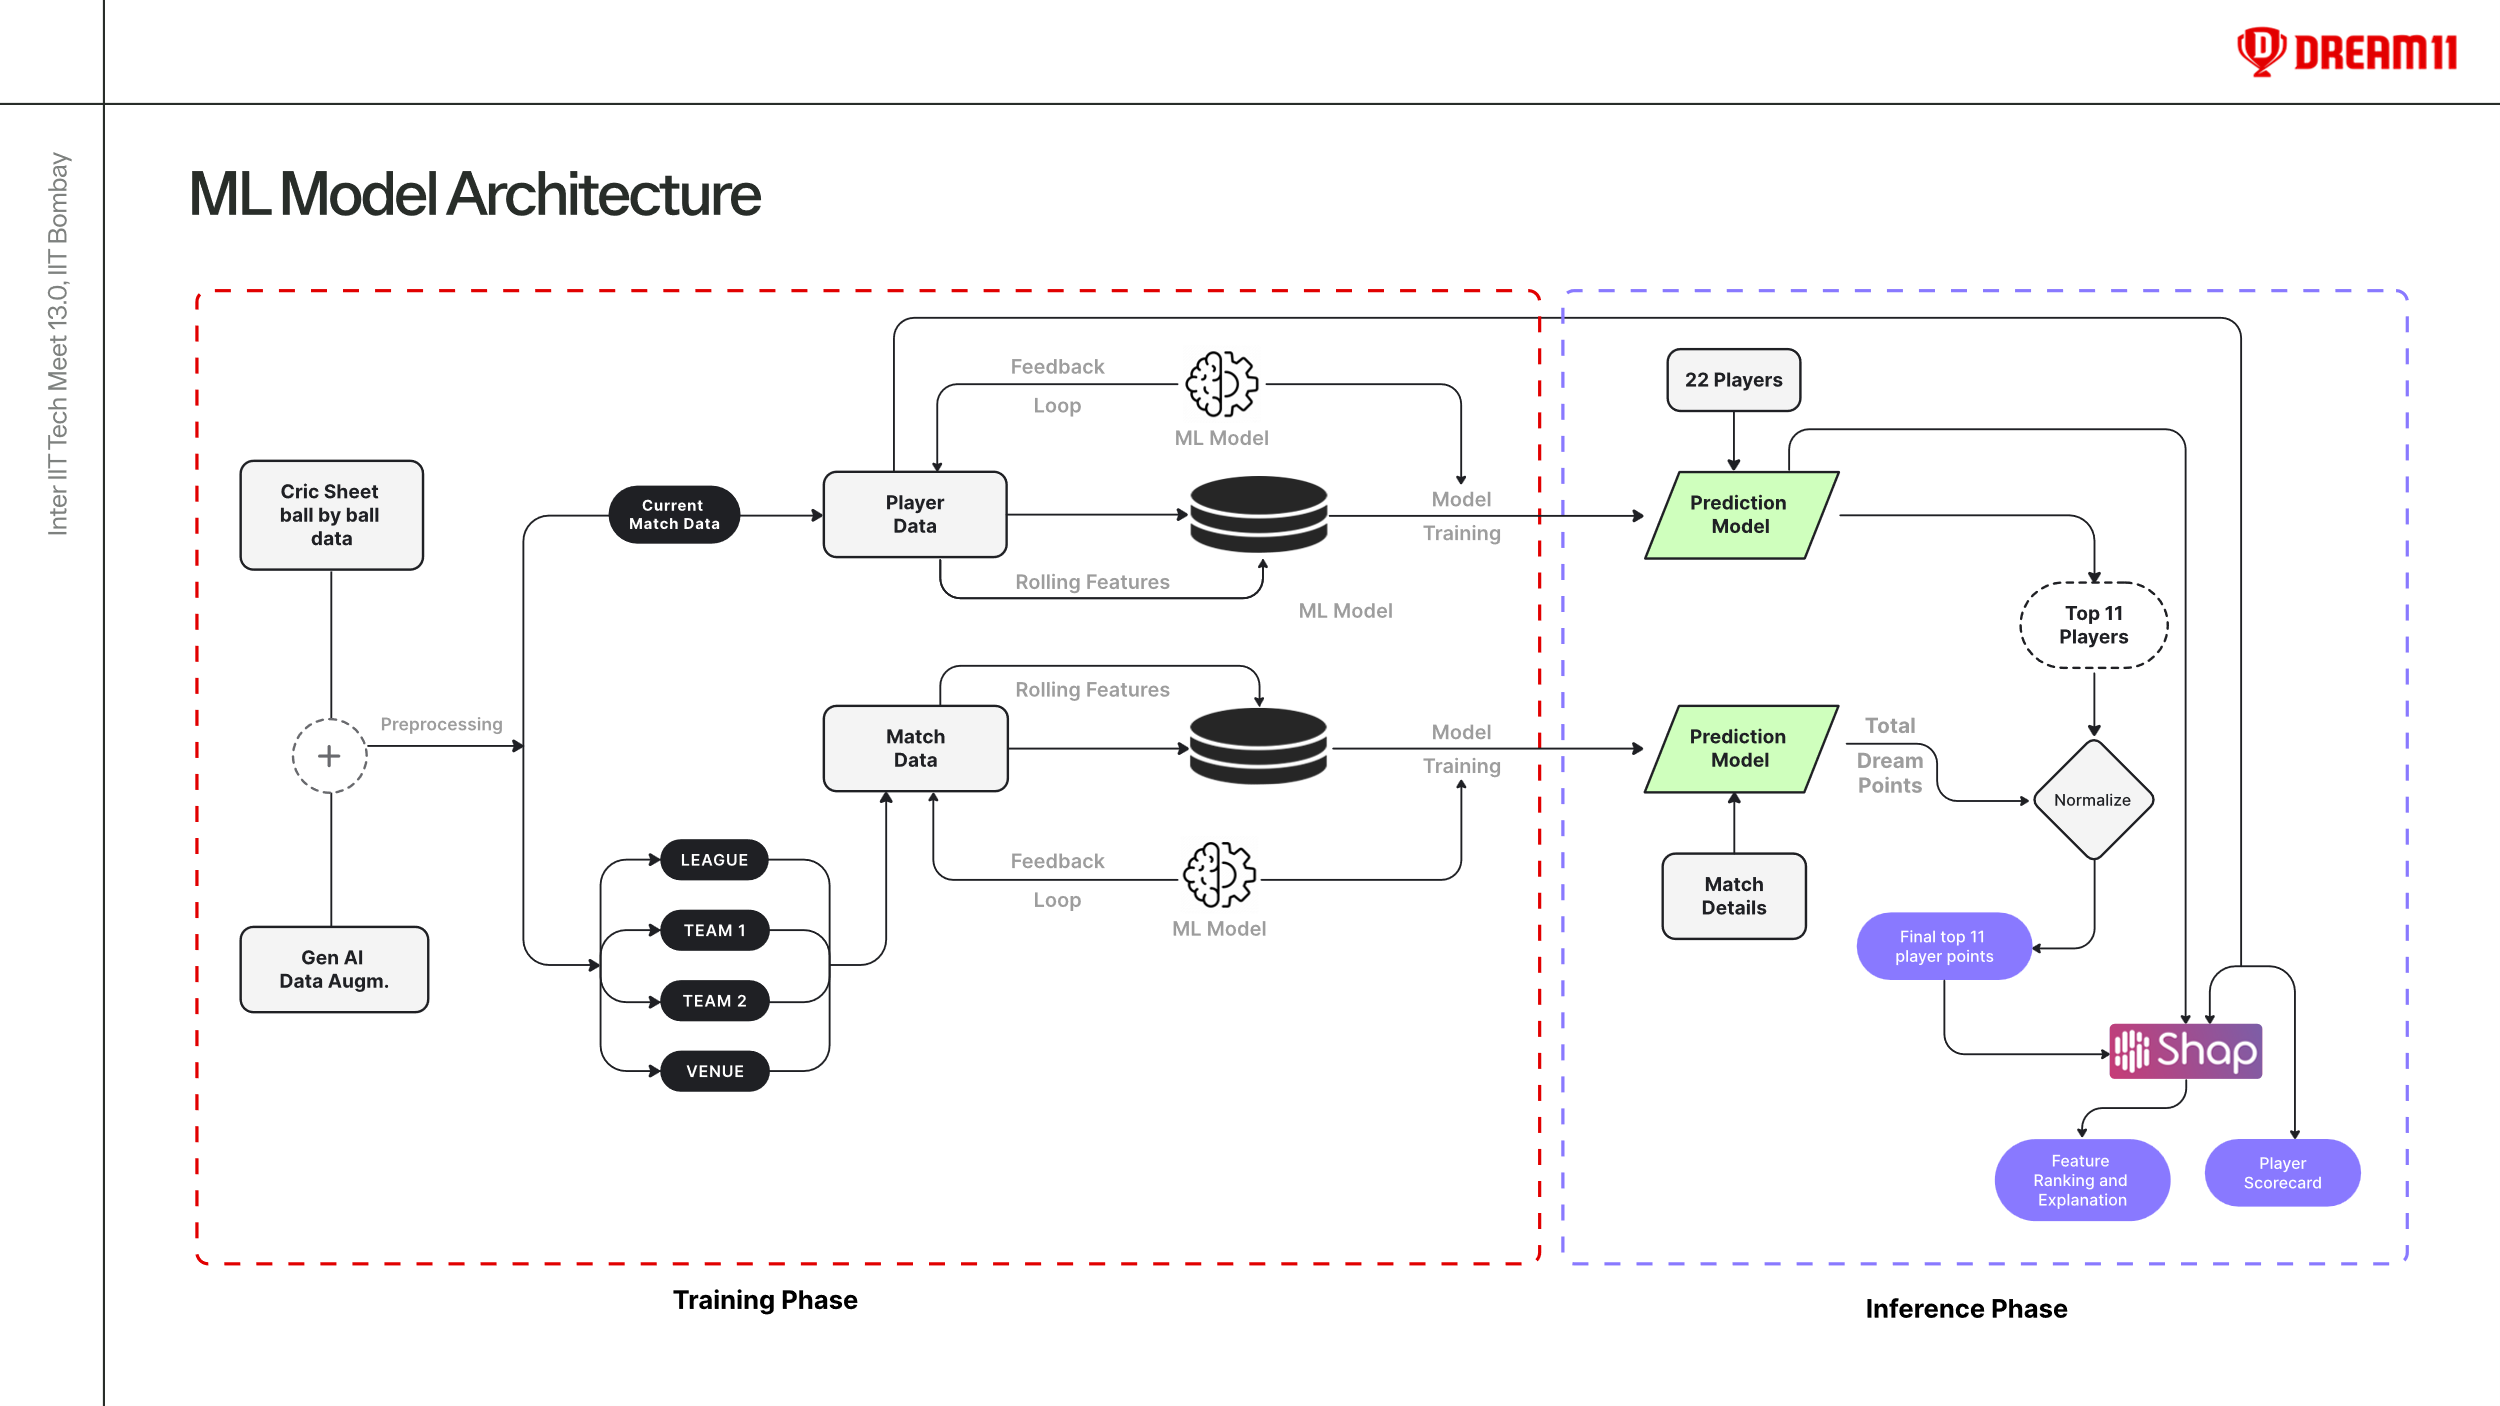 DREAM11
Inter IIT Tech Meet 13.0, IIT Bombay
ML Model Architecture
Cric Sheet
ball by ball
data
+
Preprocessing
Gen AI
Data Augm.
Current
Match Data
Player
Data
Feedback
Loop
ML Model
Rolling Features
ML Model
Model
Training
Match
Data
Rolling Features
Model
Training
Feedback
Loop
ML Model
LEAGUE
TEAM 1
TEAM 2
VENUE
Training Phase
22 Players
Prediction
Model
Top 11
Players
Prediction
Model
Total
Dream
Points
Normalize
Match
Details
Final top 11
player points
Shap
Feature
Ranking and
Explanation
Player
Scorecard
Inference Phase